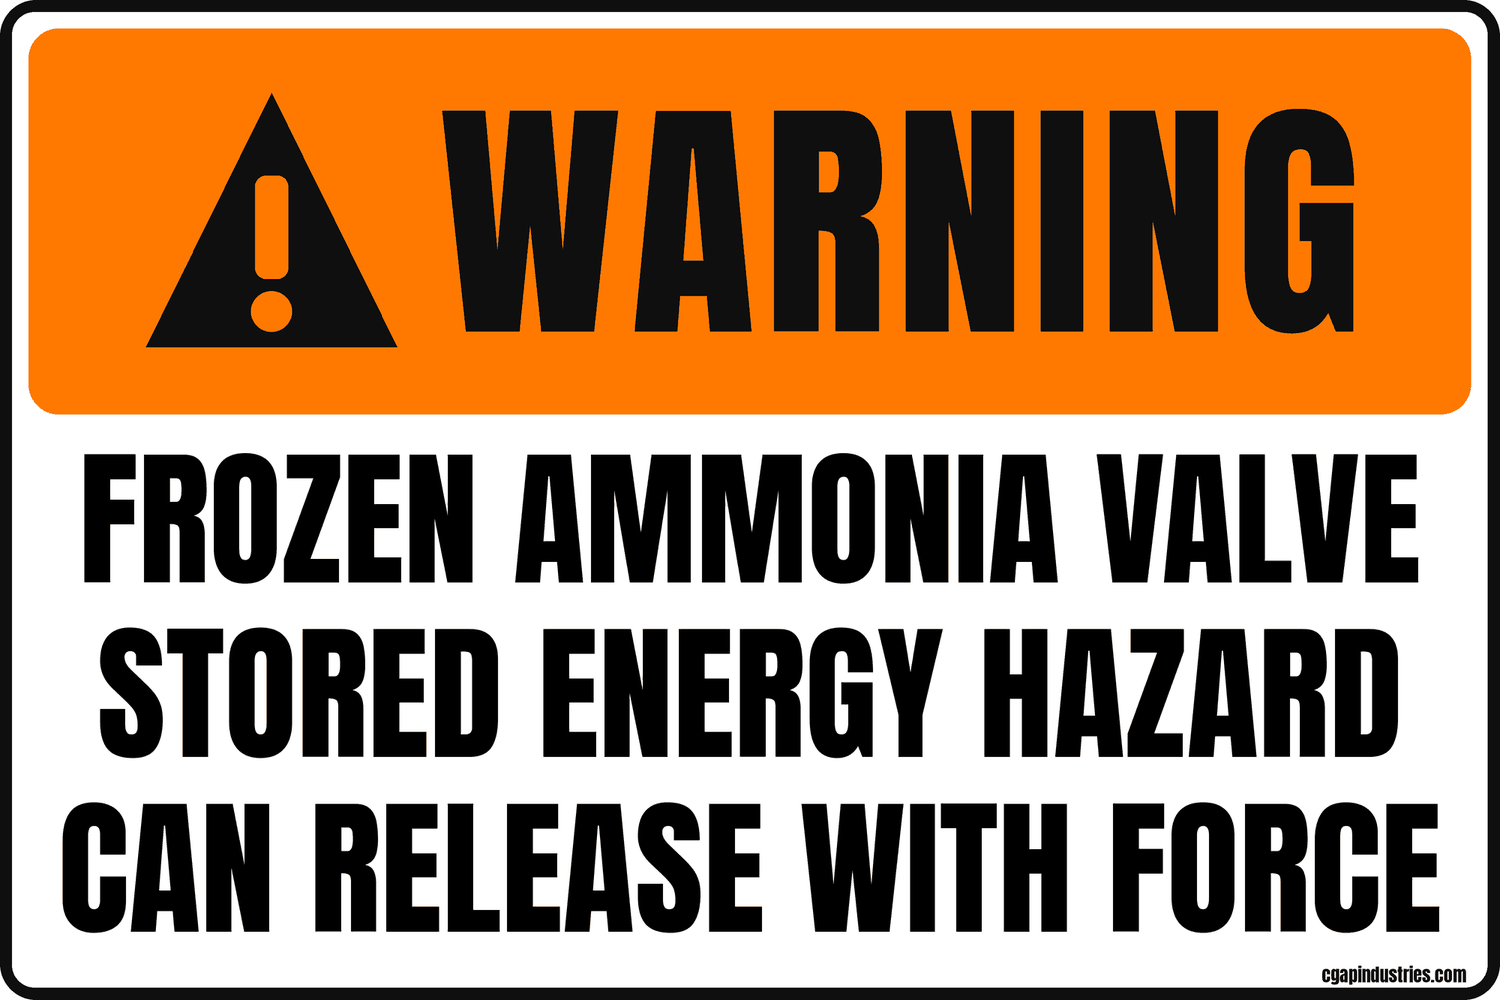 WARNING
FROZEN AMMONIA VALVE
STORED ENERGY HAZARD
CAN RELEASE WITH FORCE
cgapindustries.com